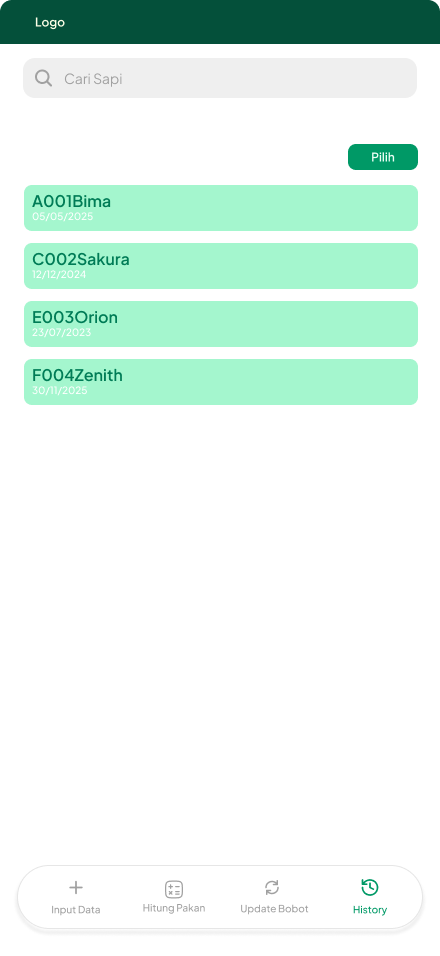 Logo
Cari Sapi
Pilih
A001Bima
05/05/2025
C002Sakura
12/12/2024
E003Orion
23/07/2023
F004Zenith
30/11/2025
Input Data
Hitung Pakan
Update Bobot
History